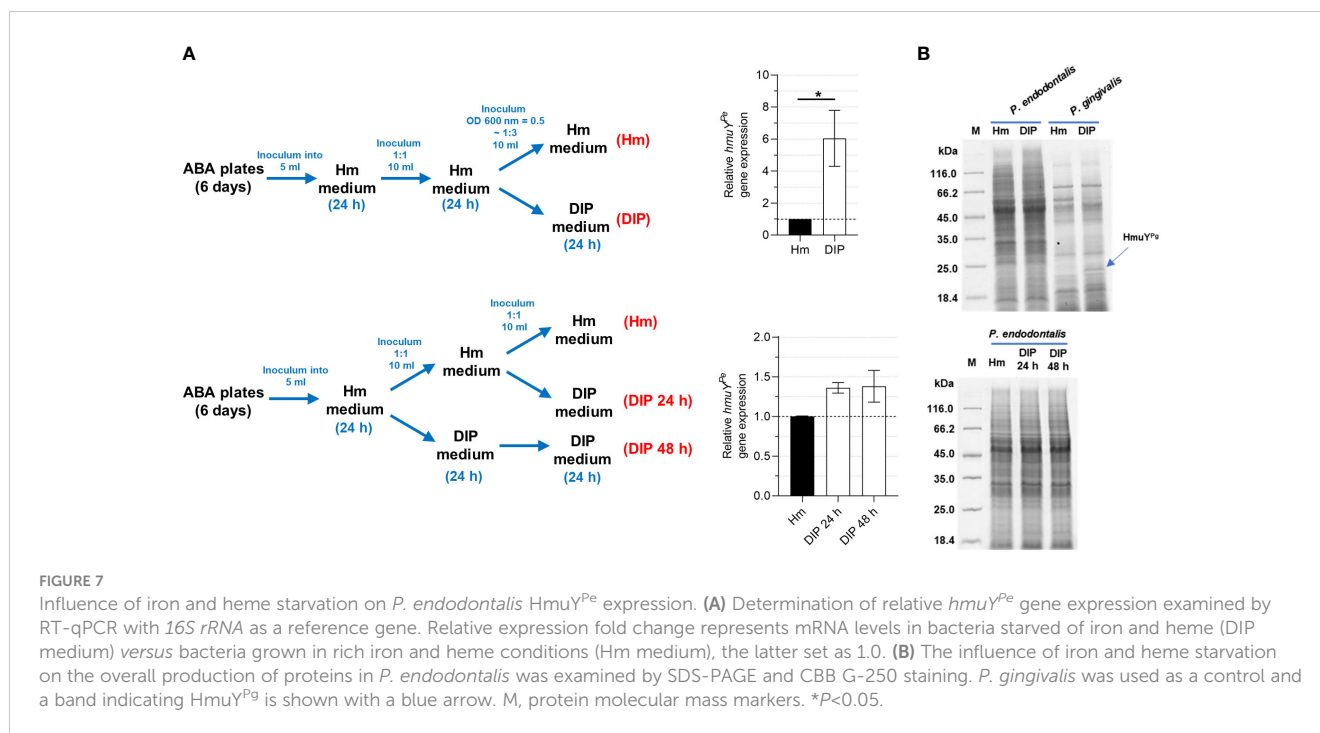 A
ABA plates
(6 days)
Inoculum into
5 ml
Hm
medium
(24 h)
Inoculum
1:1
10 ml
Hm
medium
(24 h)
Inoculum
OD 600 nm = 0.5
~ 1:3
10 ml
Hm
medium
(Hm)
DIP
medium
(24 h)
(DIP)
Relative hmuYPe
gene expression
10
8
6
4
2
0
*
Hm
DIP
ABA plates
(6 days)
Inoculum into
5 ml
Hm
medium
(24 h)
Inoculum
1:1
10 ml
Hm
medium
Inoculum
1:1
10 ml
Hm
medium
(Hm)
DIP
medium
(DIP 24 h)
DIP
medium
(24 h)
DIP
medium
(24 h)
(DIP 48 h)
Relative hmuYPe
gene expression
2.0
1.5
1.0
0.5
0.0
Hm
DIP 24 h
DIP 48 h
B
P. endodontalis
P. gingivalis
M Hm DIP Hm DIP
kDa
116.0
66.2
45.0
35.0
25.0
18.4
HmuYPg
P. endodontalis
M Hm DIP 24 h DIP 48 h
kDa
116.0
66.2
45.0
35.0
25.0
18.4
FIGURE 7
Influence of iron and heme starvation on P. endodontalis HmuYPe expression. (A) Determination of relative hmuYPe gene expression examined by
RT-qPCR with 16S rRNA as a reference gene. Relative expression fold change represents mRNA levels in bacteria starved of iron and heme (DIP
medium) versus bacteria grown in rich iron and heme conditions (Hm medium), the latter set as 1.0. (B) The influence of iron and heme starvation
on the overall production of proteins in P. endodontalis was examined by SDS-PAGE and CBB G-250 staining. P. gingivalis was used as a control and
a band indicating HmuYPg is shown with a blue arrow. M, protein molecular mass markers. *P<0.05.